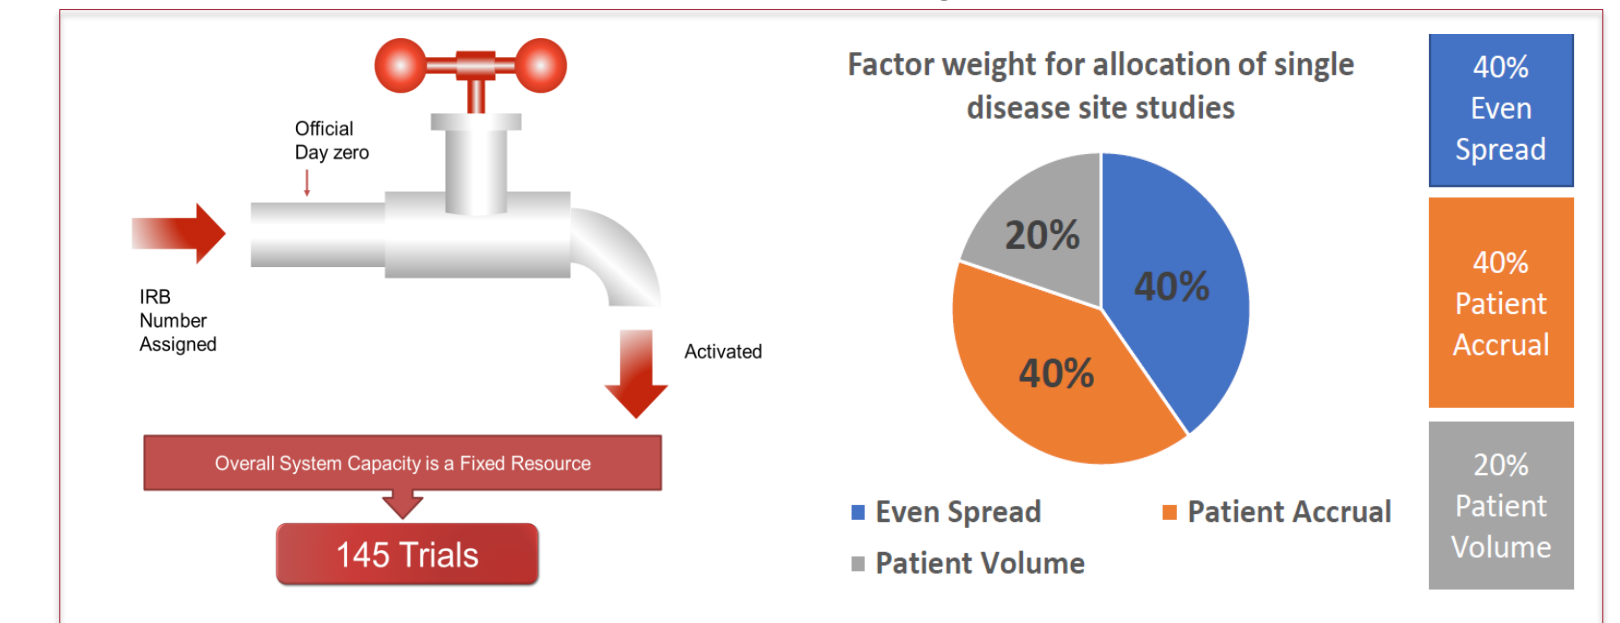 Official
Day zero
IRB
Number
Assigned
Activated
Overall System Capacity is a Fixed Resource
145 Trials
Factor weight for allocation of single
disease site studies
20%
40%
40%
Even Spread
Patient Accrual
Patient Volume
40%
Even
Spread
40%
Patient
Accrual
20%
Patient
Volume